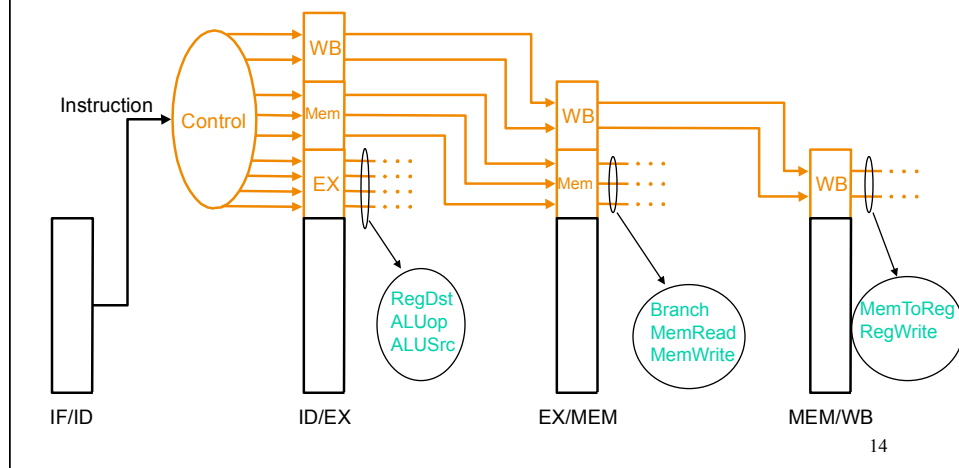 WB
Instruction
Control
Mem
WB
EX
Mem
WB
RegDst
ALUop
ALUSrc
Branch
MemRead
MemWrite
MemToReg
RegWrite
IF/ID
ID/EX
EX/MEM
MEM/WB
14